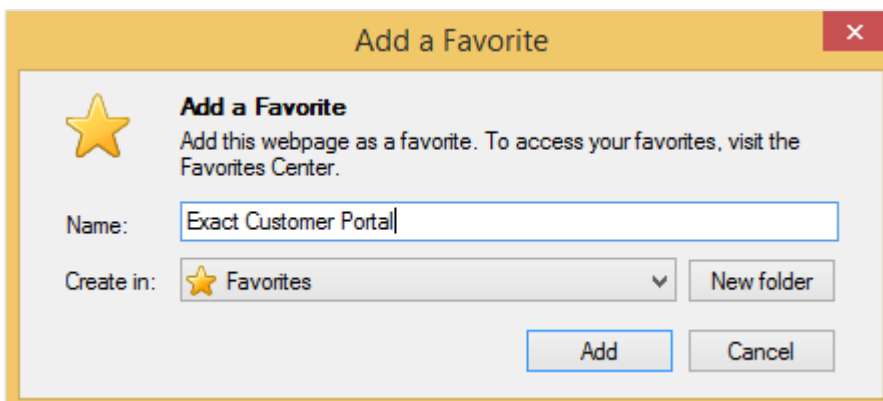 Add a Favorite
Add a Favorite
Add this webpage as a favorite. To access your favorites, visit the
Favorites Center.
Name: Exact Customer Portal
Create in: Favorites New folder
Add Cancel